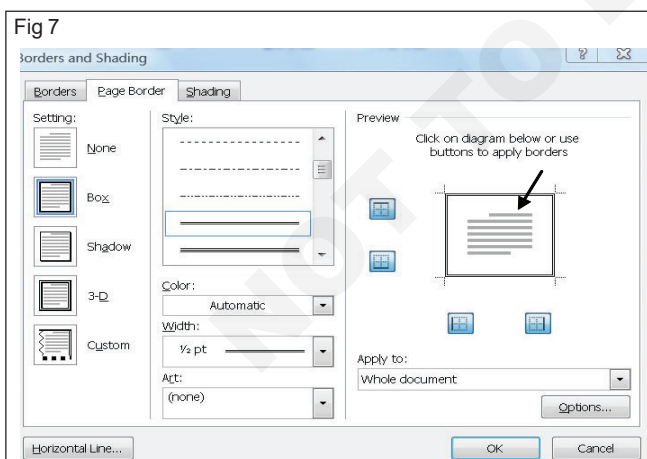 Fig 7
Borders and Shading
Borders
Page Border
Shading
Setting:
None
Box
Shadow
3-D
Custom
Style:
Color:
Automatic
Width:
½ pt
Art:
(none)
Preview
Click on diagram below or use
buttons to apply borders
Apply to:
Whole document
Options...
Horizontal Line...
OK
Cancel
NOT TO